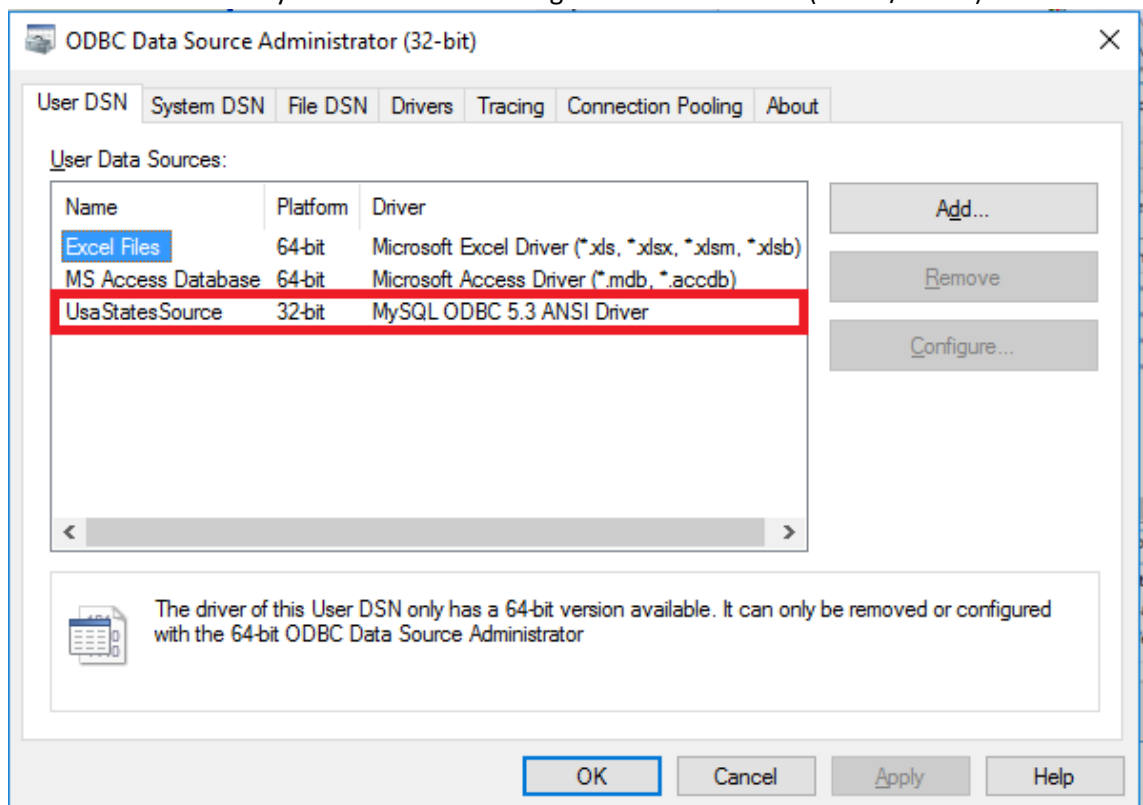 ODBC Data Source Administrator (32-bit)
User DSN System DSN File DSN Drivers Tracing Connection Pooling About
User Data Sources:
Name Platform Driver
Excel Files 64-bit Microsoft Excel Driver (*.xls, *.xlsx, *.xlsm, *.xlsb)
MS Access Database 64-bit Microsoft Access Driver (*.mdb, *.accdb)
UsaStatesSource 32-bit MySQL ODBC 5.3 ANSI Driver
Add...
Remove
Configure...
The driver of this User DSN only has a 64-bit version available. It can only be removed or configured
with the 64-bit ODBC Data Source Administrator
OK Cancel Apply Help